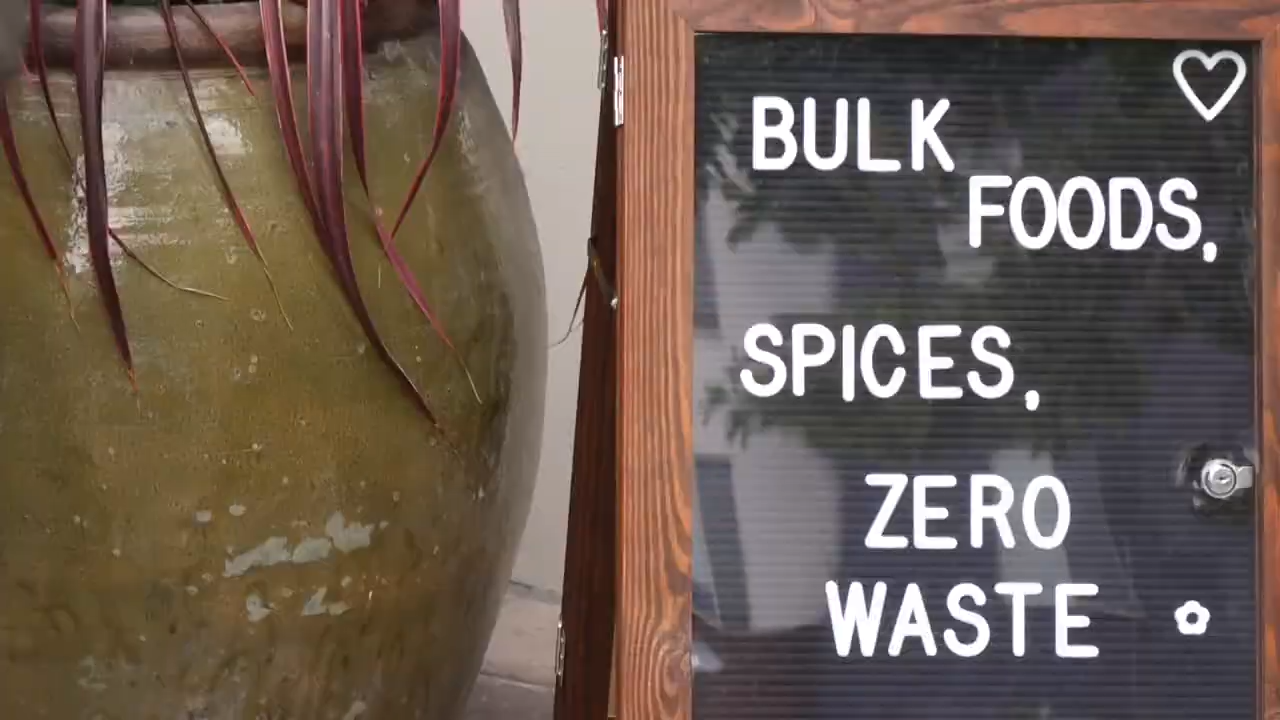 BULK
FOODS,
SPICES,
ZERO
WASTE